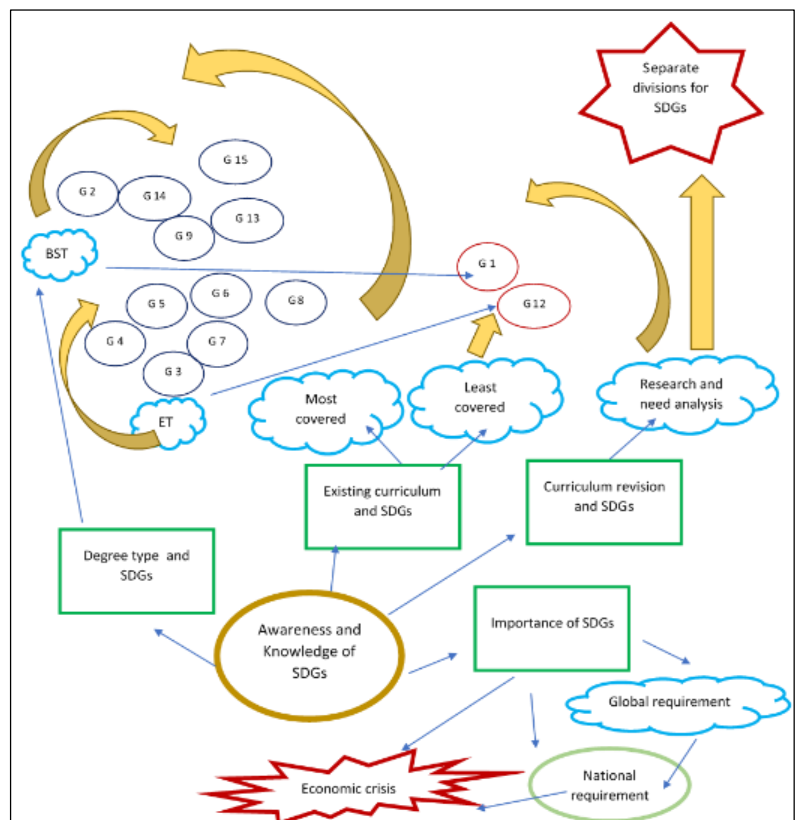 Separate
divisions for
SDGs
G 15
G 2
G 14
G 13
G 9
BST
G 1
G 6
G 5
G 8
G 12
G 4
G 7
G 3
ET
Most
covered
Least
covered
Research and
need analysis
Existing curriculum
and SDGs
Curriculum revision
and SDGs
Degree type and
SDGs
Awareness and
Knowledge of
SDGs
Importance of SDGs
Global requirement
Economic crisis
National
requirement